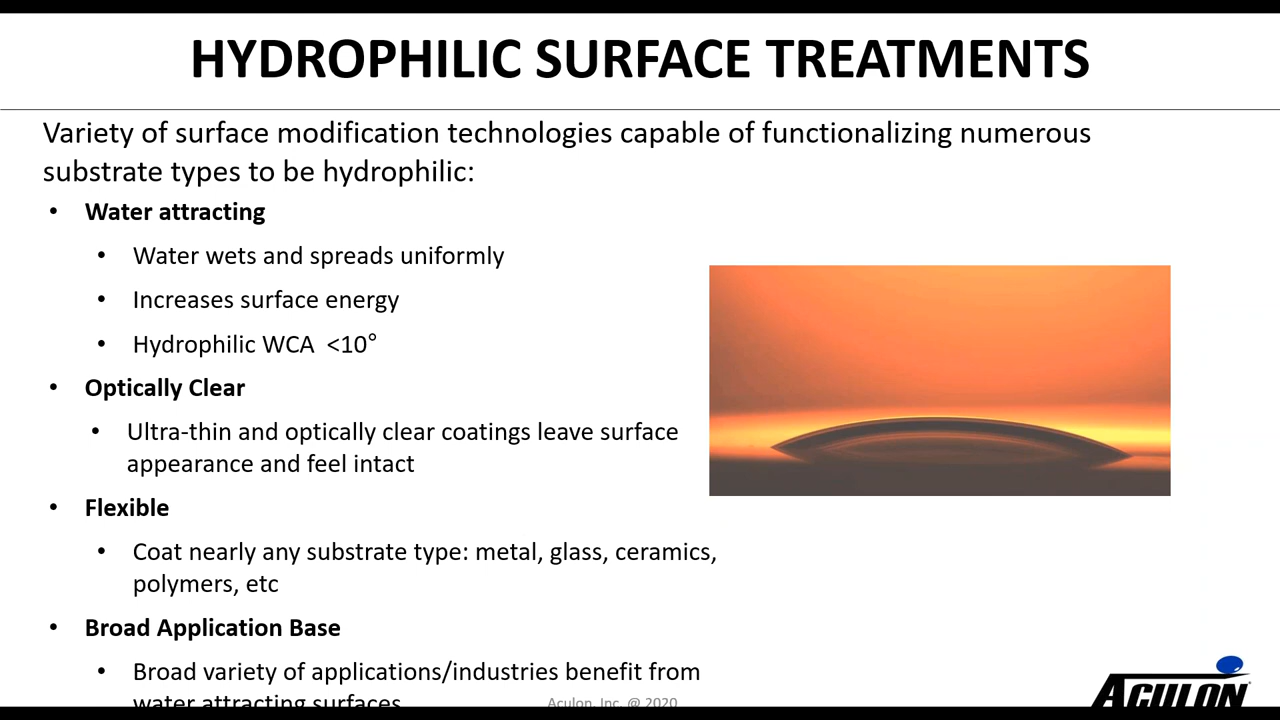 HYDROPHILIC SURFACE TREATMENTS
Variety of surface modification technologies capable of functionalizing numerous
substrate types to be hydrophilic:
• Water attracting
• Water wets and spreads uniformly
• Increases surface energy
• Hydrophilic WCA  <10°
• Optically Clear
• Ultra-thin and optically clear coatings leave surface
appearance and feel intact
• Flexible
• Coat nearly any substrate type: metal, glass, ceramics,
polymers, etc
• Broad Application Base
• Broad variety of applications/industries benefit from
water attracting surfaces
Aculon, Inc. @ 2020
ACULON